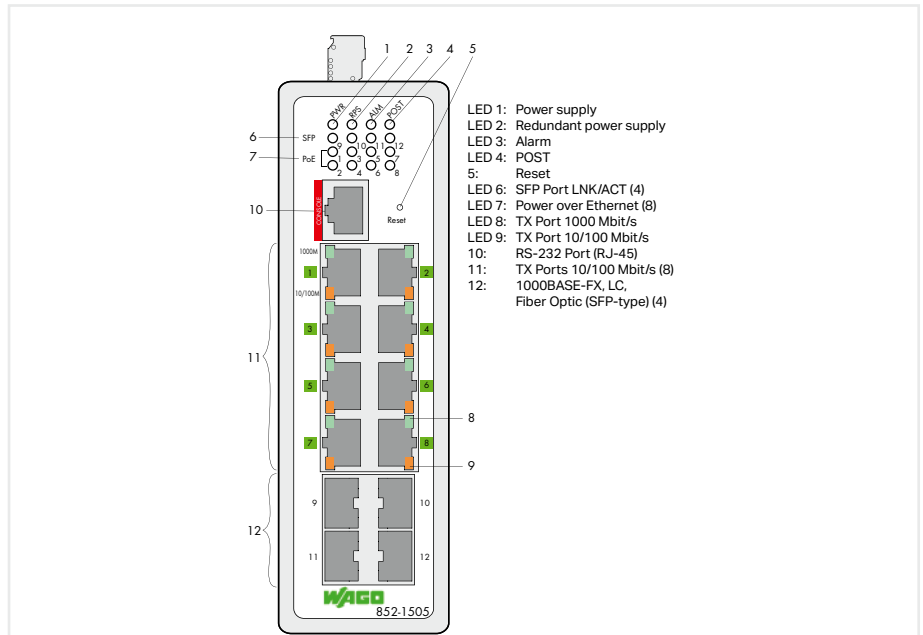 1 2 3 4 5
PWR RPS ALM POST
6 SFP
9 10 11 12
7 PoE
1 3 5 7
2 4 6 8
10 CONSOLE
Reset
1000M
1 2
10/100M
3 4
11
5 6
8
7 8
9
9 10
12
11 12
WAGO
852-1505
LED 1: Power supply
LED 2: Redundant power supply
LED 3: Alarm
LED 4: POST
5: Reset
LED 6: SFP Port LNK/ACT (4)
LED 7: Power over Ethernet (8)
LED 8: TX Port 1000 Mbit/s
LED 9: TX Port 10/100 Mbit/s
10: RS-232 Port (RJ-45)
11: TX Ports 10/100 Mbit/s (8)
12: 1000BASE-FX, LC,
Fiber Optic (SFP-type) (4)